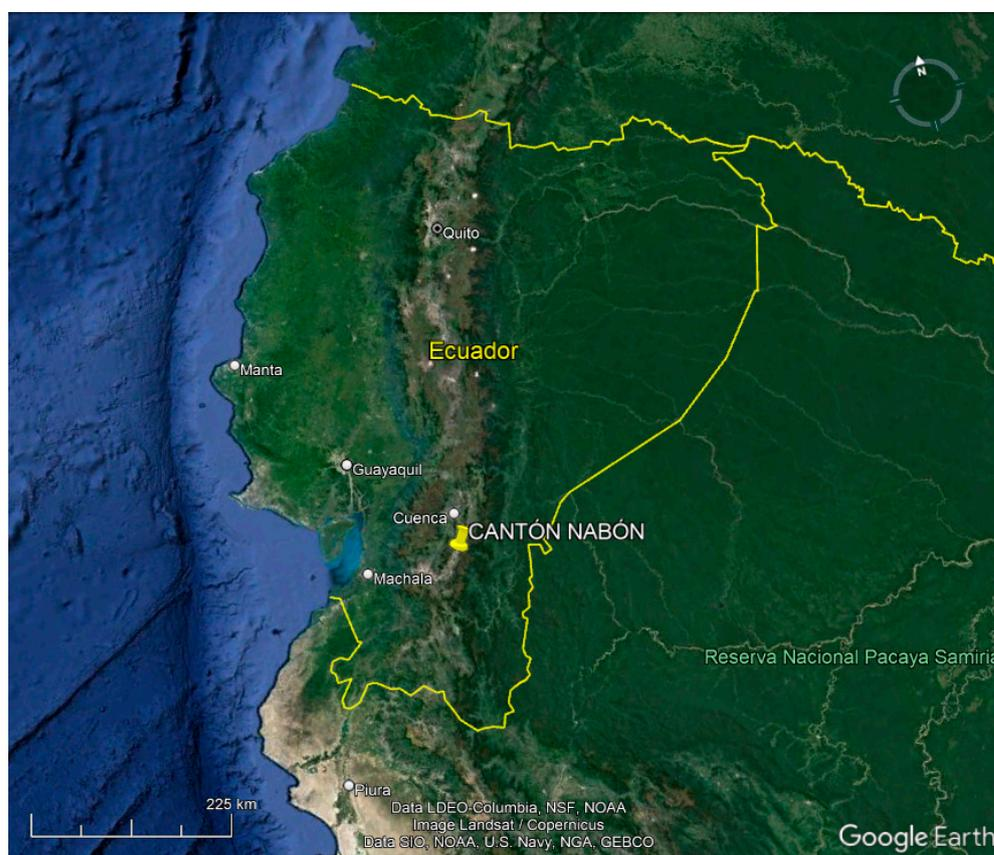 N
Quito
Ecuador
Manta
Guayaquil
Cuenca
CANTÓN NABÓN
Machala
Reserva Nacional Pacaya Samiria
Piura
225 km
Data LDEO-Columbia, NSF, NOAA
Image Landsat / Copernicus
Data SIO, NOAA, U.S. Navy, NGA, GEBCO
Google Earth